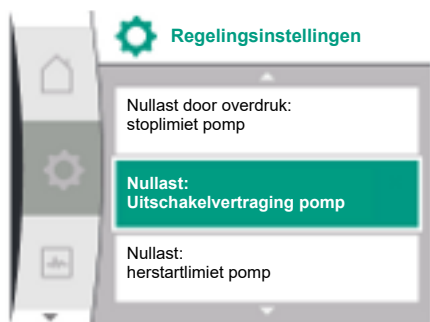 Regelingsinstellingen
Nullast door overdruk:
stoplimiet pomp
Nullast:
Uitschakelvertraging pomp
Nullast:
herstartlimiet pomp